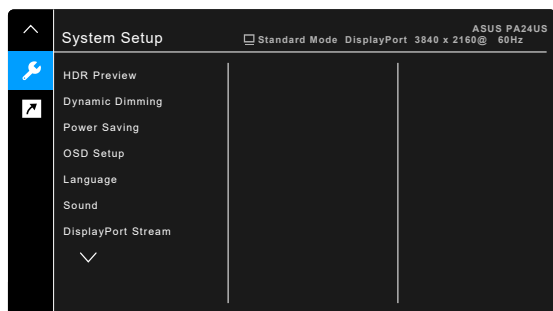 ASUS PA24US
System Setup
Standard Mode DisplayPort 3840 x 2160@ 60Hz
HDR Preview
Dynamic Dimming
Power Saving
OSD Setup
Language
Sound
DisplayPort Stream